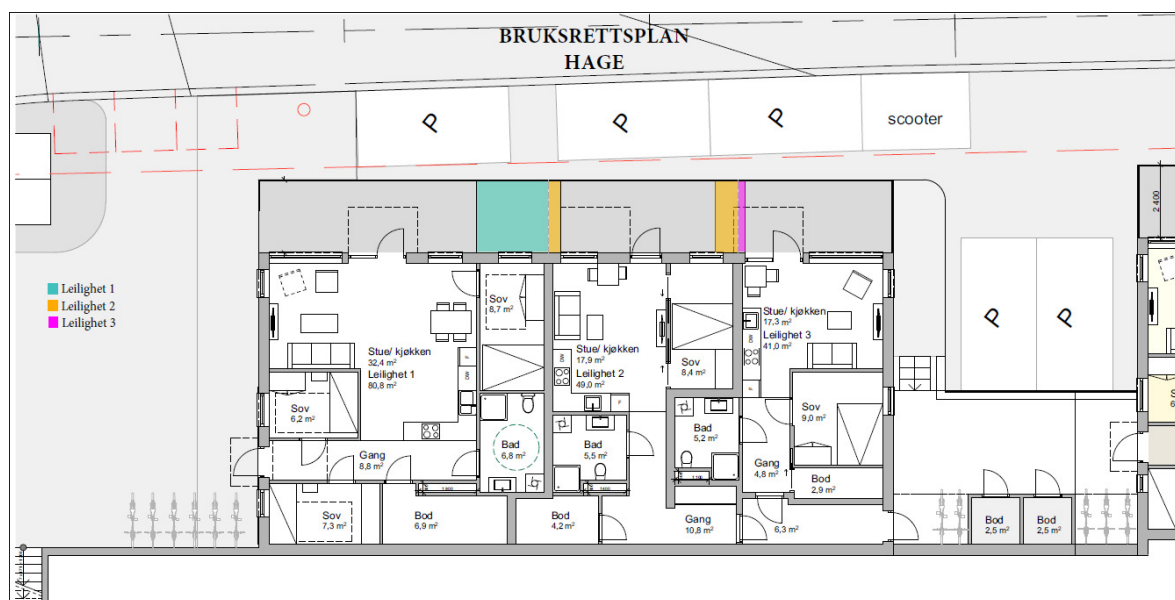 BRUKSRETTSPLAN
HAGE
P
P
P
scooter
2 400
Leilighet 1
Leilighet 2
Leilighet 3
Sov
8,7 m²
Stue/ kjøkken
32,4 m²
Leilighet 1
80,8 m²
F
DW
Stue/ kjøkken
17,9 m²
Leilighet 2
49,0 m²
DW
F
Sov
8,4 m²
Stue/ kjøkken
17,3 m²
Leilighet 3
41,0 m²
DW
F
P
P
Sov
6,2 m²
Bad
6,8 m²
Bad
5,5 m²
Bad
5,2 m²
Sov
9,0 m²
Gang
8,8 m²
Gang
4,8 m²
Bod
2,9 m²
Sov
7,3 m²
Bod
6,9 m²
Bod
4,2 m²
Gang
10,8 m²
6,3 m²
Bod
2,5 m²
Bod
2,5 m²
S
6